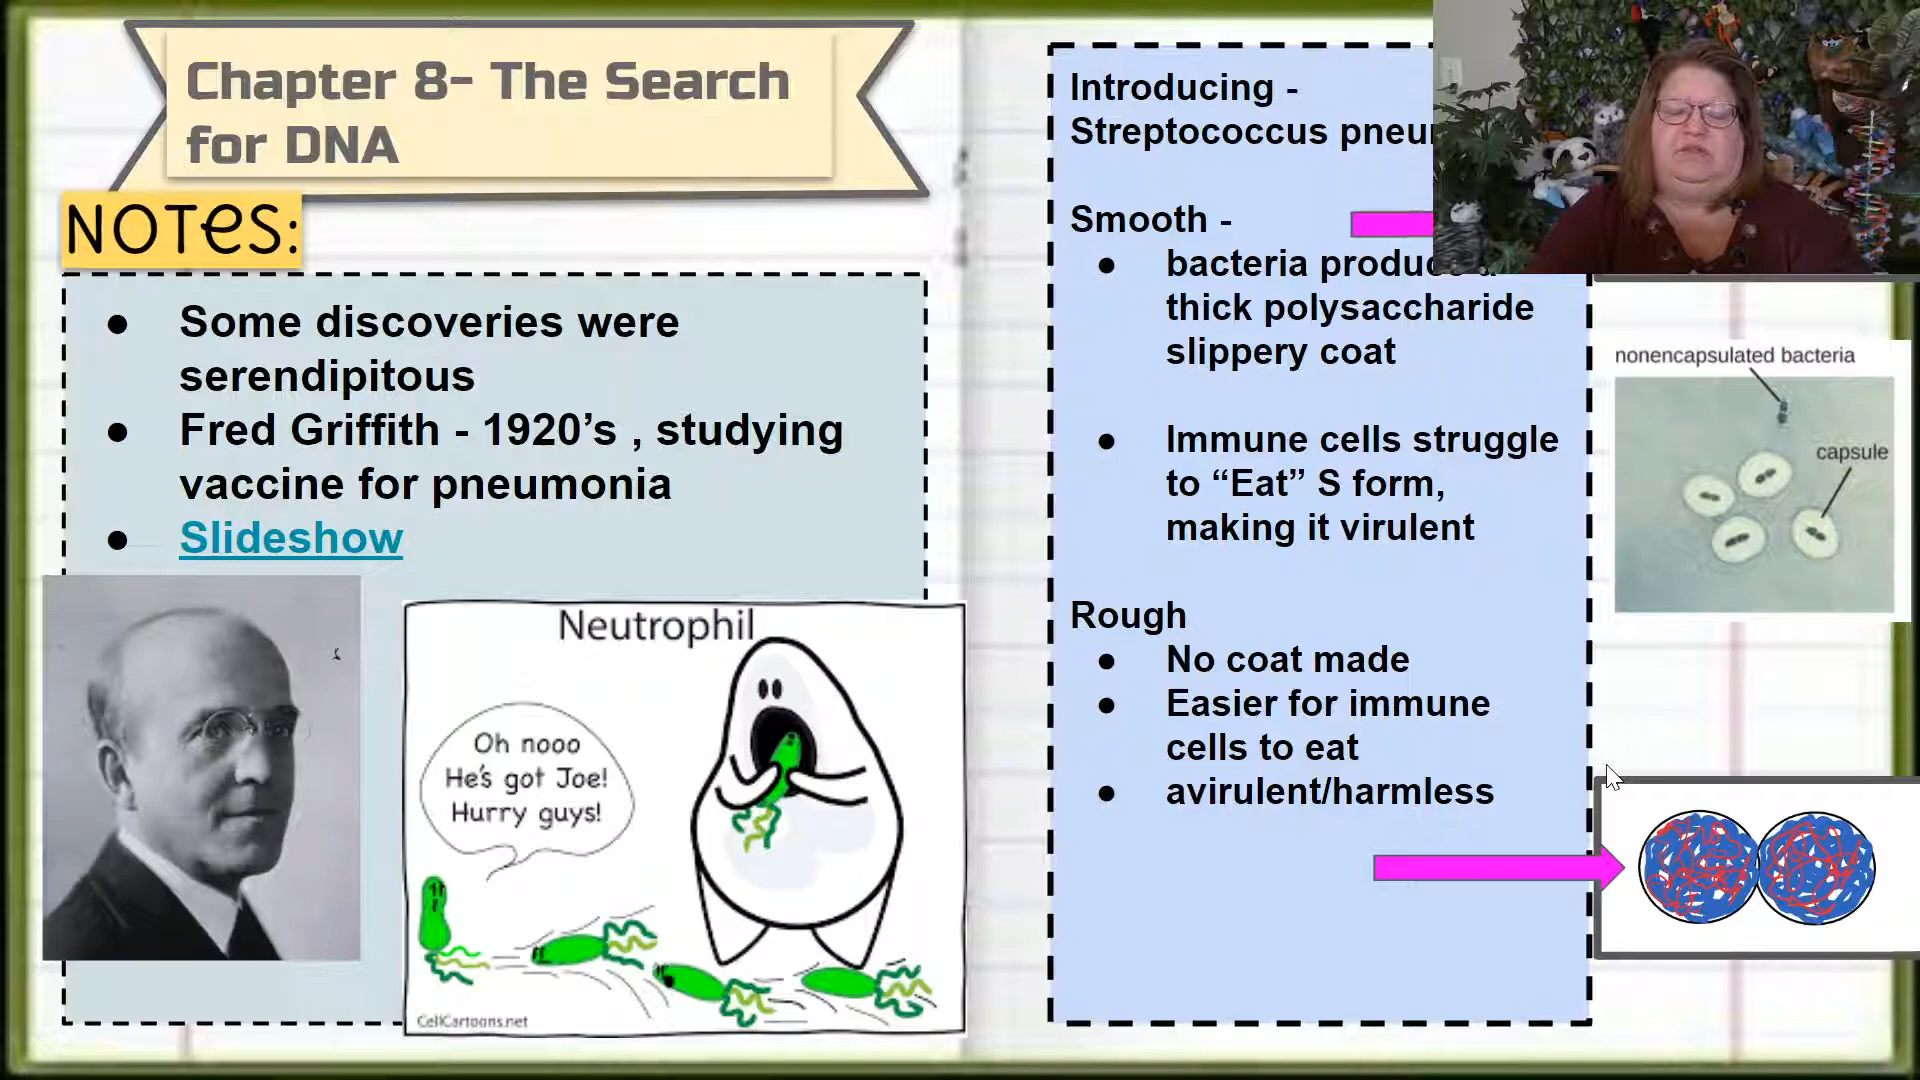 Chapter 8- The Search
for DNA
NOTES:
● Some discoveries were
serendipitous
● Fred Griffith - 1920’s , studying
vaccine for pneumonia
● Slideshow
Neutrophil
Oh nooo
He's got Joe!
Hurry guys!
CellCartoons.net
Introducing -
Streptococcus
Smooth -
● bacteria
thick polysaccharide
slippery coat
● Immune cells struggle
to “Eat” S form,
making it virulent
Rough
● No coat made
● Easier for immune
cells to eat
● avirulent/harmless
nonencapsulated bacteria
capsule